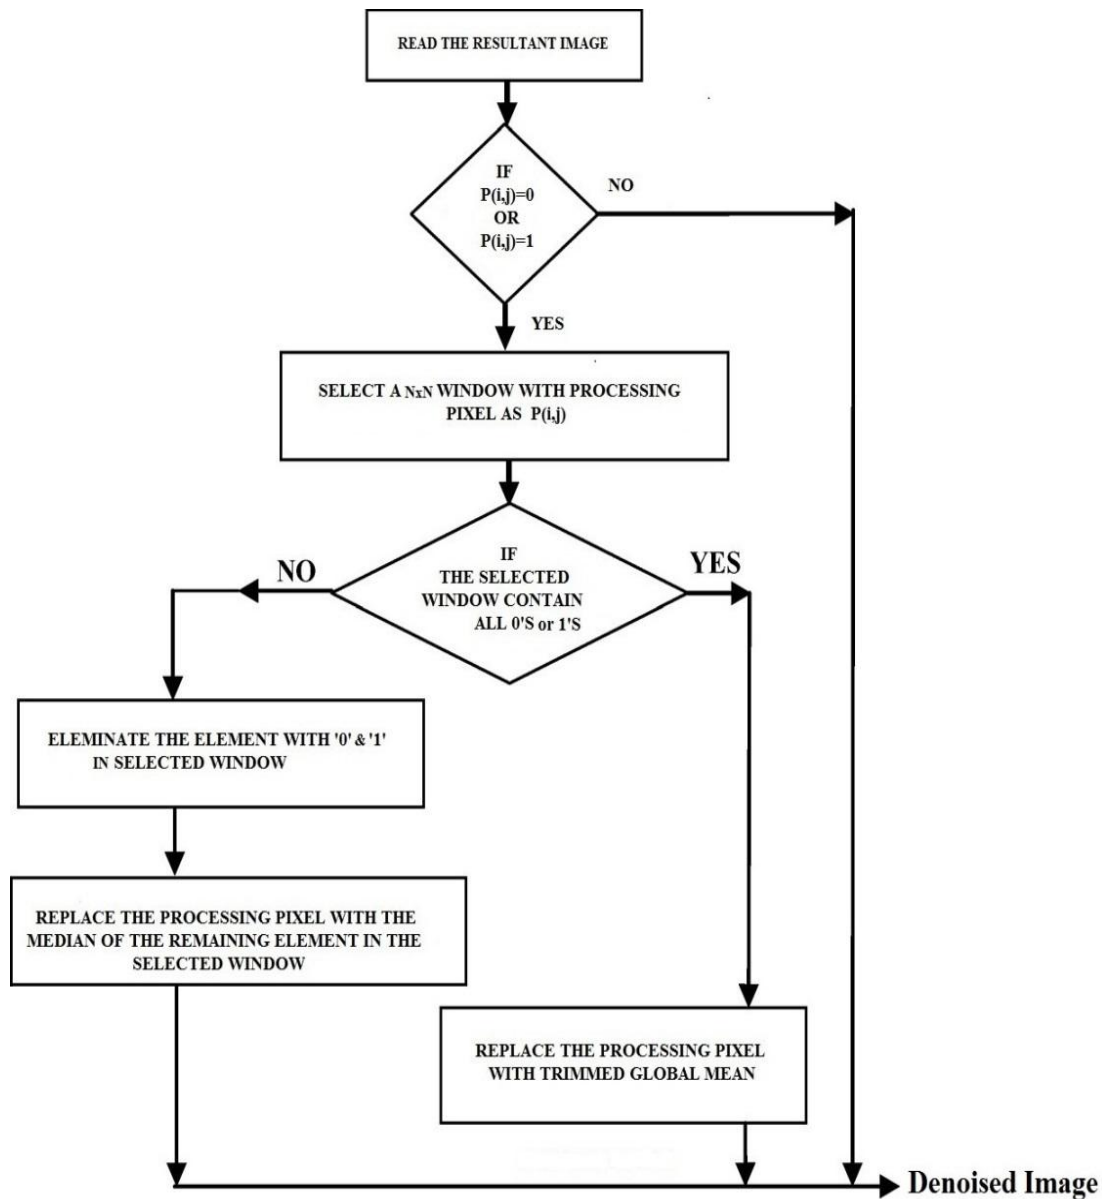 READ THE RESULTANT IMAGE
IF
P(i,j)=0
OR
P(i,j)=1
NO
YES
SELECT A NxN WINDOW WITH PROCESSING
PIXEL AS P(i,j)
IF
THE SELECTED
WINDOW CONTAIN
ALL 0'S or 1'S
NO
YES
ELEMINATE THE ELEMENT WITH '0' & '1'
IN SELECTED WINDOW
REPLACE THE PROCESSING PIXEL WITH THE
MEDIAN OF THE REMAINING ELEMENT IN THE
SELECTED WINDOW
REPLACE THE PROCESSING PIXEL
WITH TRIMMED GLOBAL MEAN
Denoised Image